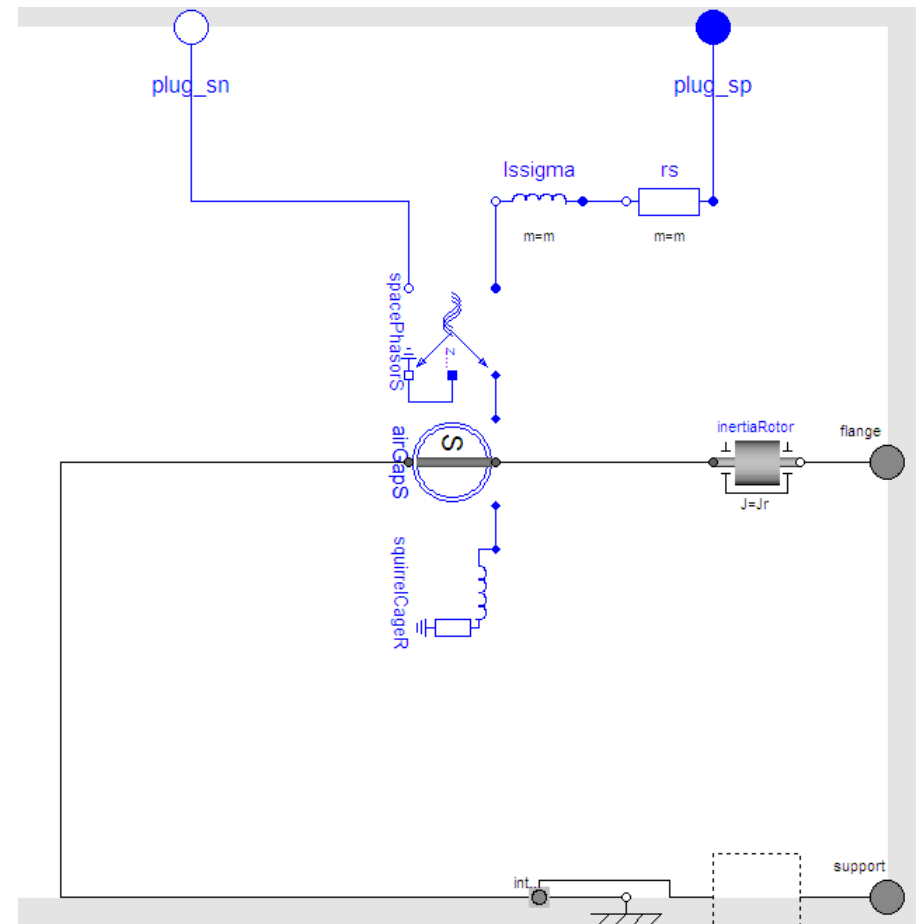 plug_sn
plug_sp
lssigma
rs
m=m
m=m
spacePhasorS
z...
airGapS
S
inertiaRotor
flange
J=Jr
squirrelCageR
support
int...